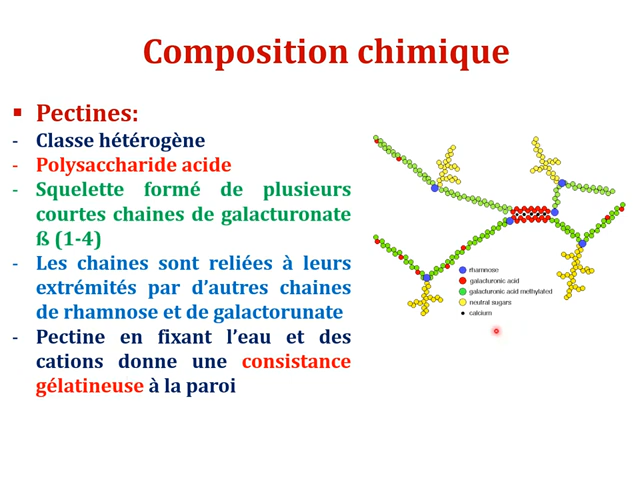 Composition chimique
▪ Pectines:
- Classe hétérogène
- Polysaccharide acide
- Squelette formé de plusieurs
courtes chaines de galacturonate
ß (1-4)
- Les chaines sont reliées à leurs
extrémités par d'autres chaines
de rhamnose et de galactorunate
- Pectine en fixant l'eau et des
cations donne une consistance
gélatineuse à la paroi
rhamnose
galacturonic acid
galacturonic acid methylated
neutral sugars
calcium